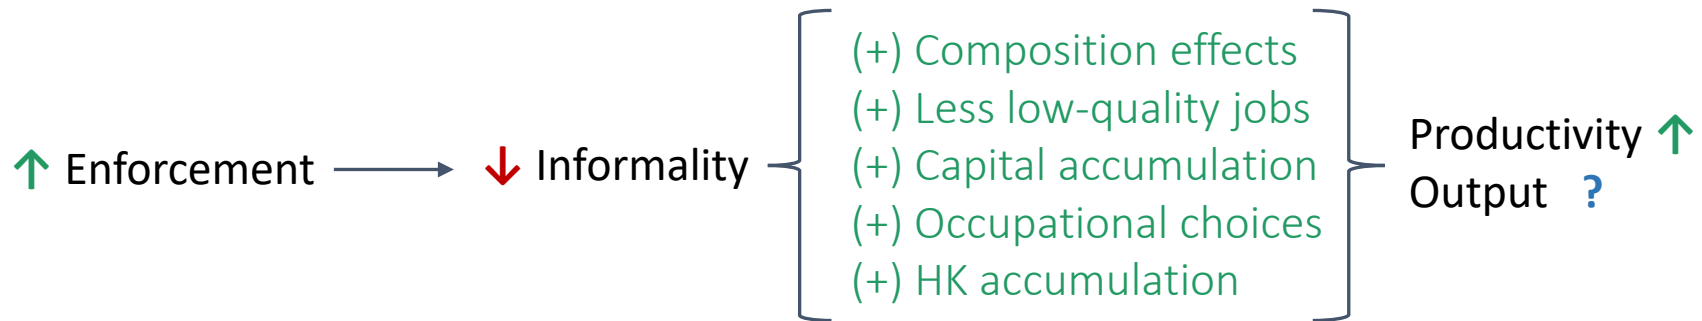 ↑ Enforcement
↓ Informality
(+) Composition effects
(+) Less low-quality jobs
(+) Capital accumulation
(+) Occupational choices
(+) HK accumulation
Productivity ↑
Output ?